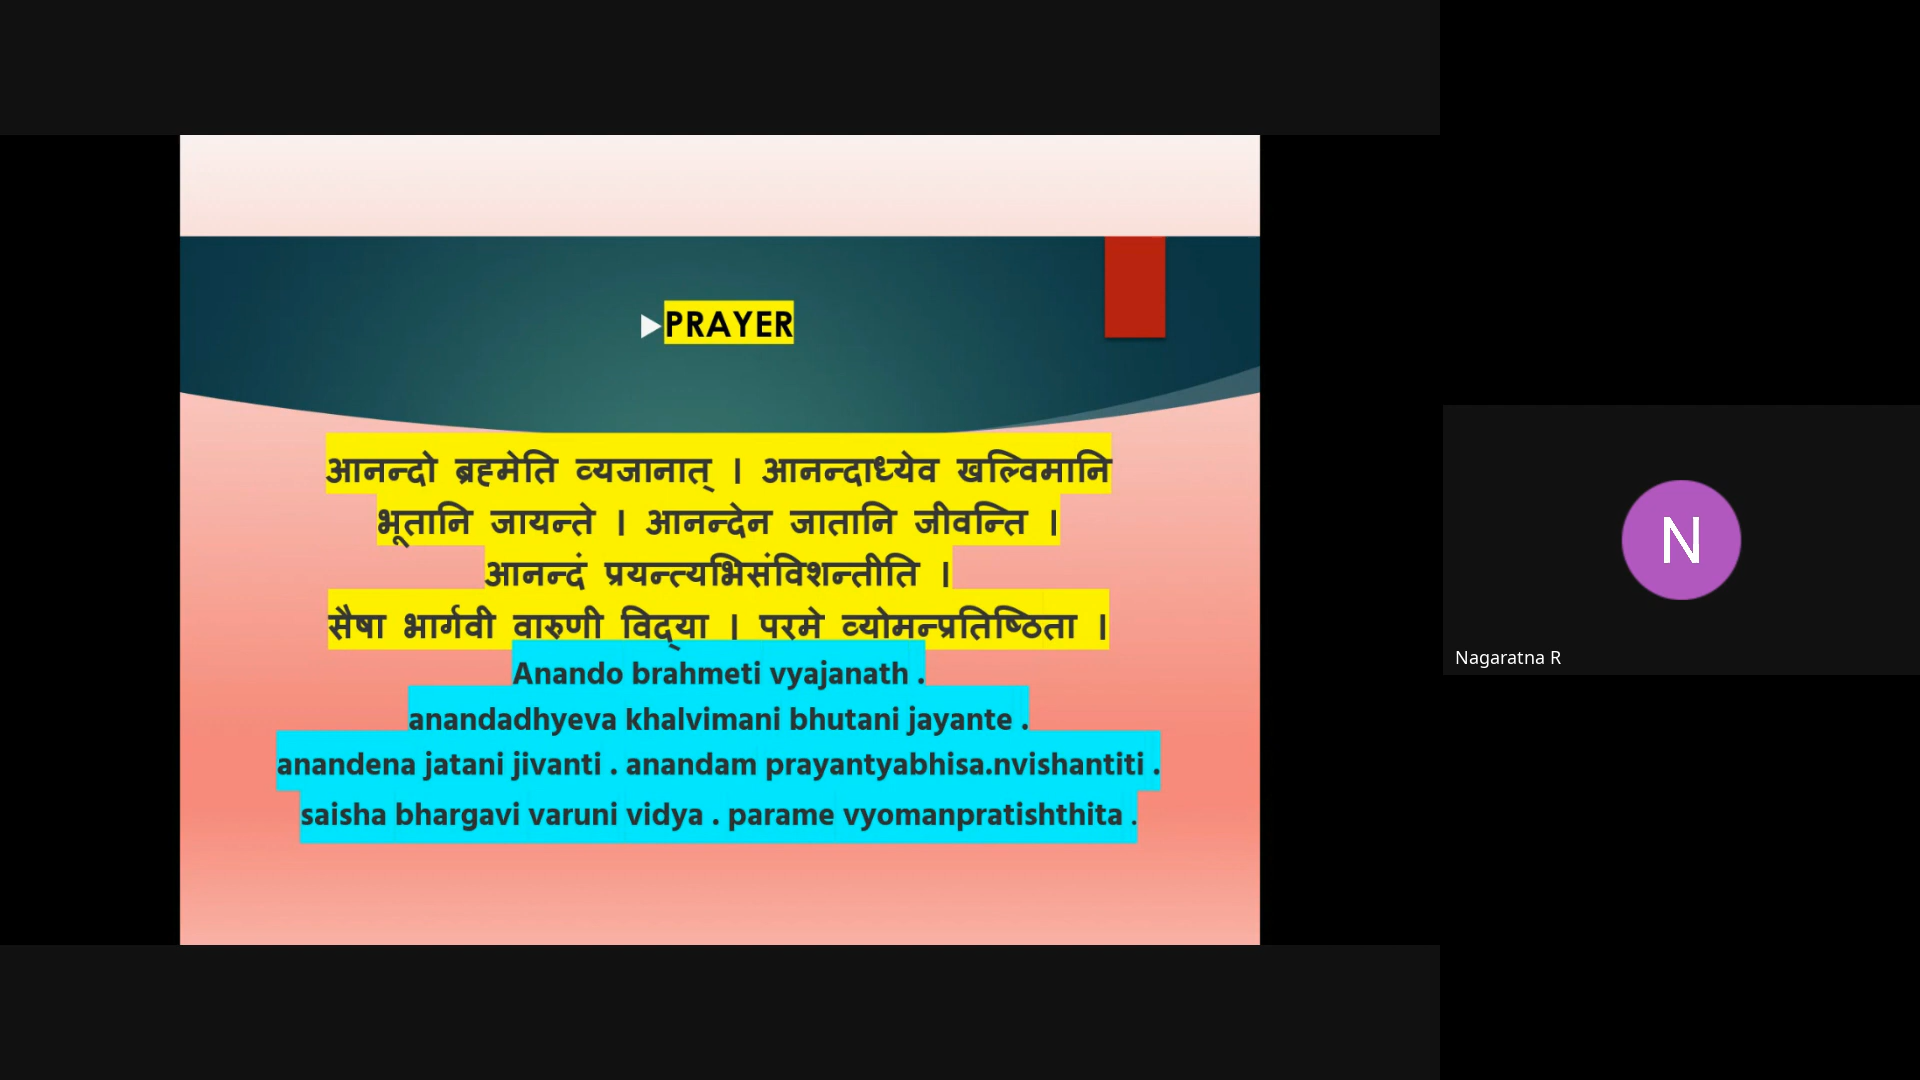 PRAYER
आनन्दो ब्रह्मेति व्यजानात् । आनन्दाध्येव खल्विमानि
भूतानि जायन्ते । आनन्देन जातानि जीवन्ति ।
आनन्दं प्रयन्त्यभिसंविशन्तीति ।
सैषा भार्गवी वारुणी विद्या । परमे व्योमन्प्रतिष्ठिता ।
Anando brahmeti vyajanath .
anandadhyeva khalvimani bhutani jayante .
anandena jatani jivanti . anandam prayantyabhisa.nvishantiti .
saisha bhargavi varuni vidya . parame vyomanpratishthita .
N
Nagaratna R